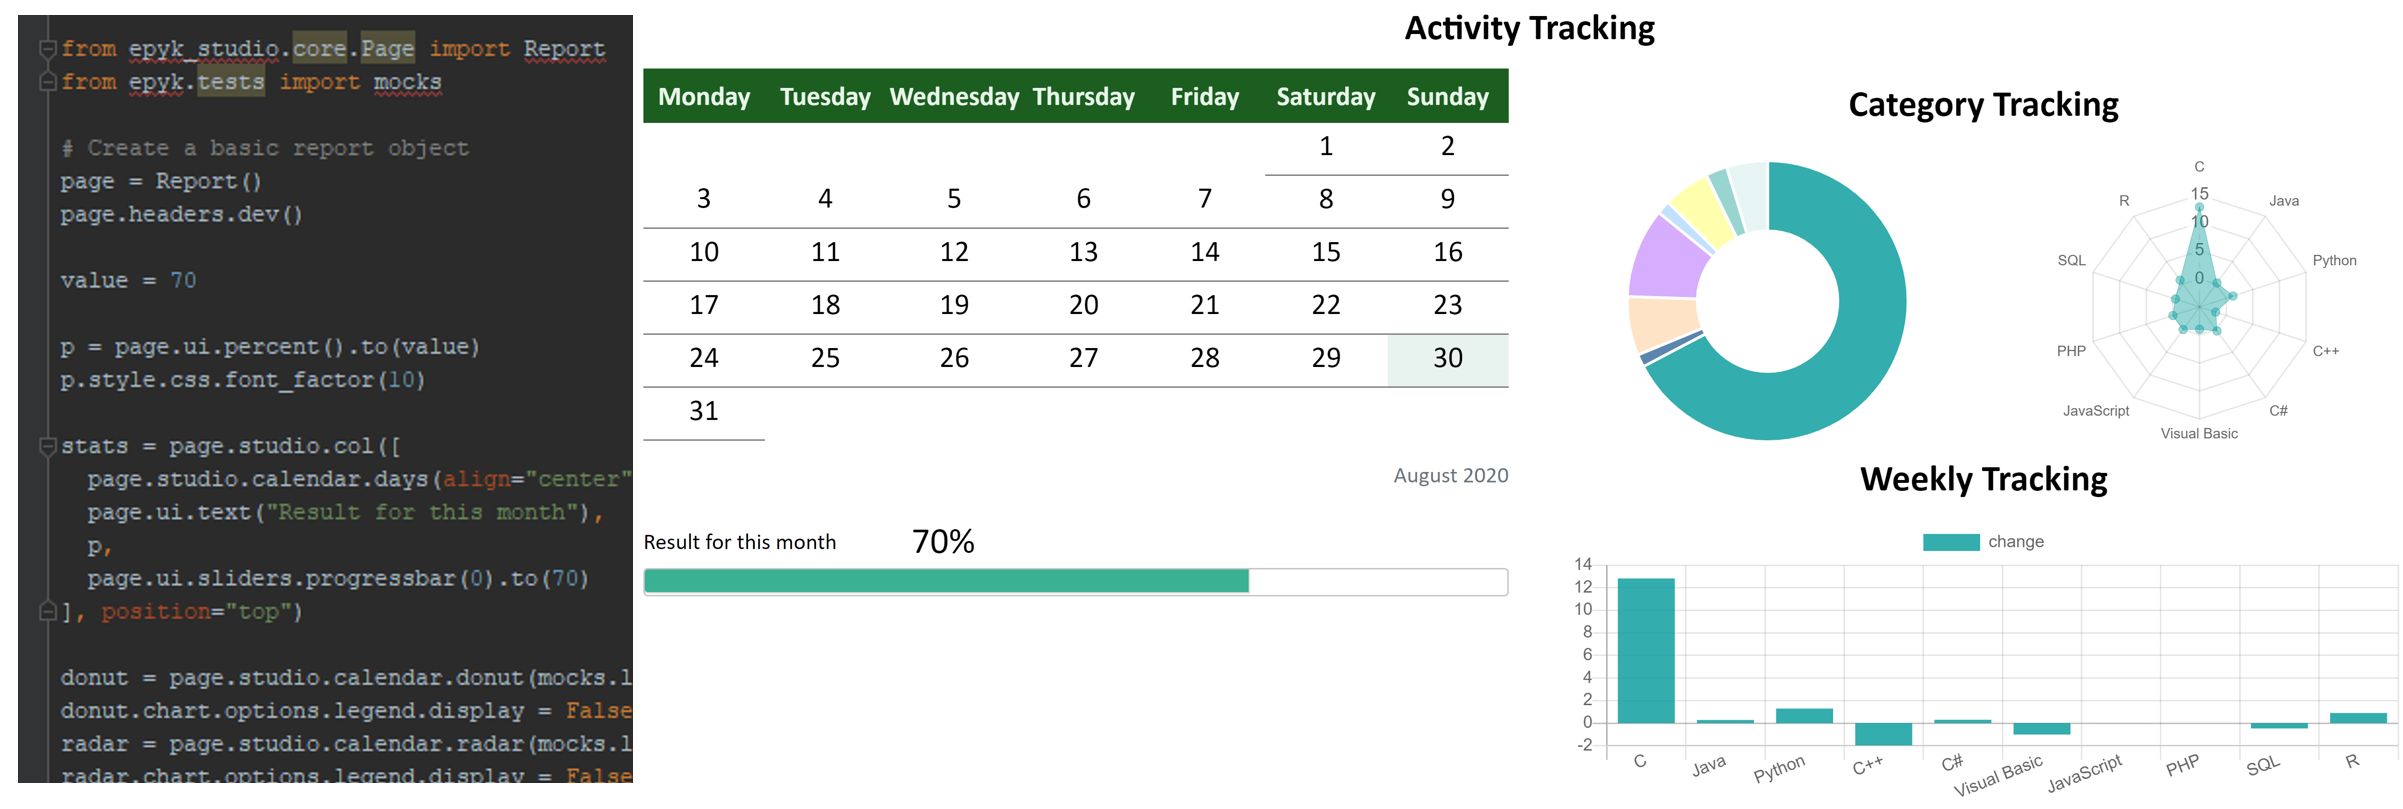 from epyk_studio.core.Page import Report
from epyk.tests import mocks
# Create a basic report object
page = Report()
page.headers.dev()
value = 70
p = page.ui.percent().to(value)
p.style.css.font_factor(10)
stats = page.studio.col([
page.studio.calendar.days(align="center"
page.ui.text("Result for this month"),
p,
page.ui.sliders.progressbar(0).to(70)
], position="top")
donut = page.studio.calendar.donut(mocks.l
donut.chart.options.legend.display = False
radar = page.studio.calendar.radar(mocks.l
radar.chart.options.legend.display = False
Activity Tracking
Monday Tuesday Wednesday Thursday Friday Saturday Sunday
1 2
3 4 5 6 7 8 9
10 11 12 13 14 15 16
17 18 19 20 21 22 23
24 25 26 27 28 29 30
31
August 2020
Result for this month 70%
Category Tracking
C
15
10
5
0
Java
Python
C++
C#
Visual Basic
JavaScript
PHP
SQL
R
Weekly Tracking
change
14
12
10
8
6
4
2
0
-2
C Java Python C++ C# Visual Basic JavaScript PHP SQL R